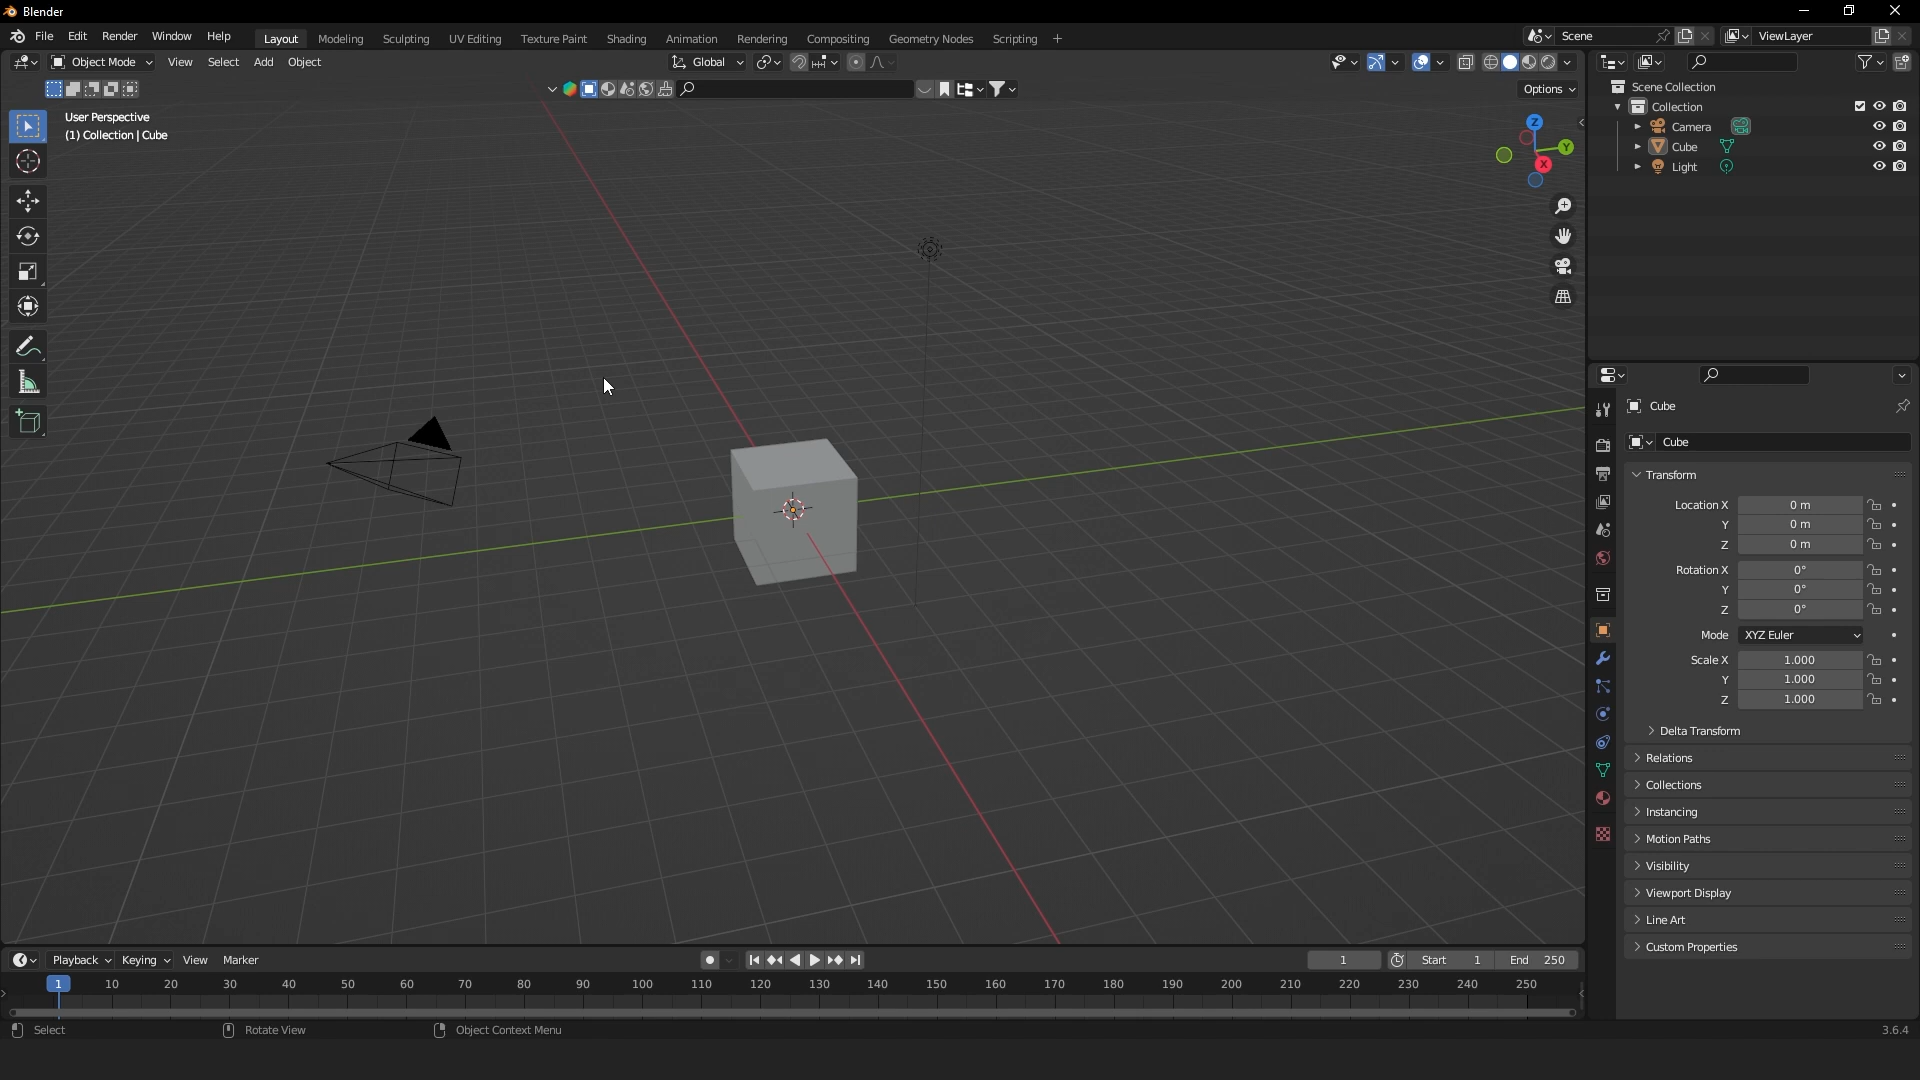 Blender
File Edit Render Window Help Layout Modeling Sculpting UV Editing Texture Paint Shading Animation Rendering Compositing Geometry Nodes Scripting + Scene ViewLayer
Object Mode View Select Add Object Global
Options
User Perspective
(1) Collection | Cube
Z
Y
X
Scene Collection
Collection
Camera
Cube
Light
Cube
Cube
Transform
Location X 0 m
Y 0 m
Z 0 m
Rotation X 0°
Y 0°
Z 0°
Mode XYZ Euler
Scale X 1.000
Y 1.000
Z 1.000
Delta Transform
Relations
Collections
Instancing
Motion Paths
Visibility
Viewport Display
Line Art
Custom Properties
Playback Keying View Marker 1 Start 1 End 250
1 10 20 30 40 50 60 70 80 90 100 110 120 130 140 150 160 170 180 190 200 210 220 230 240 250
Select Rotate View Object Context Menu 3.6.4